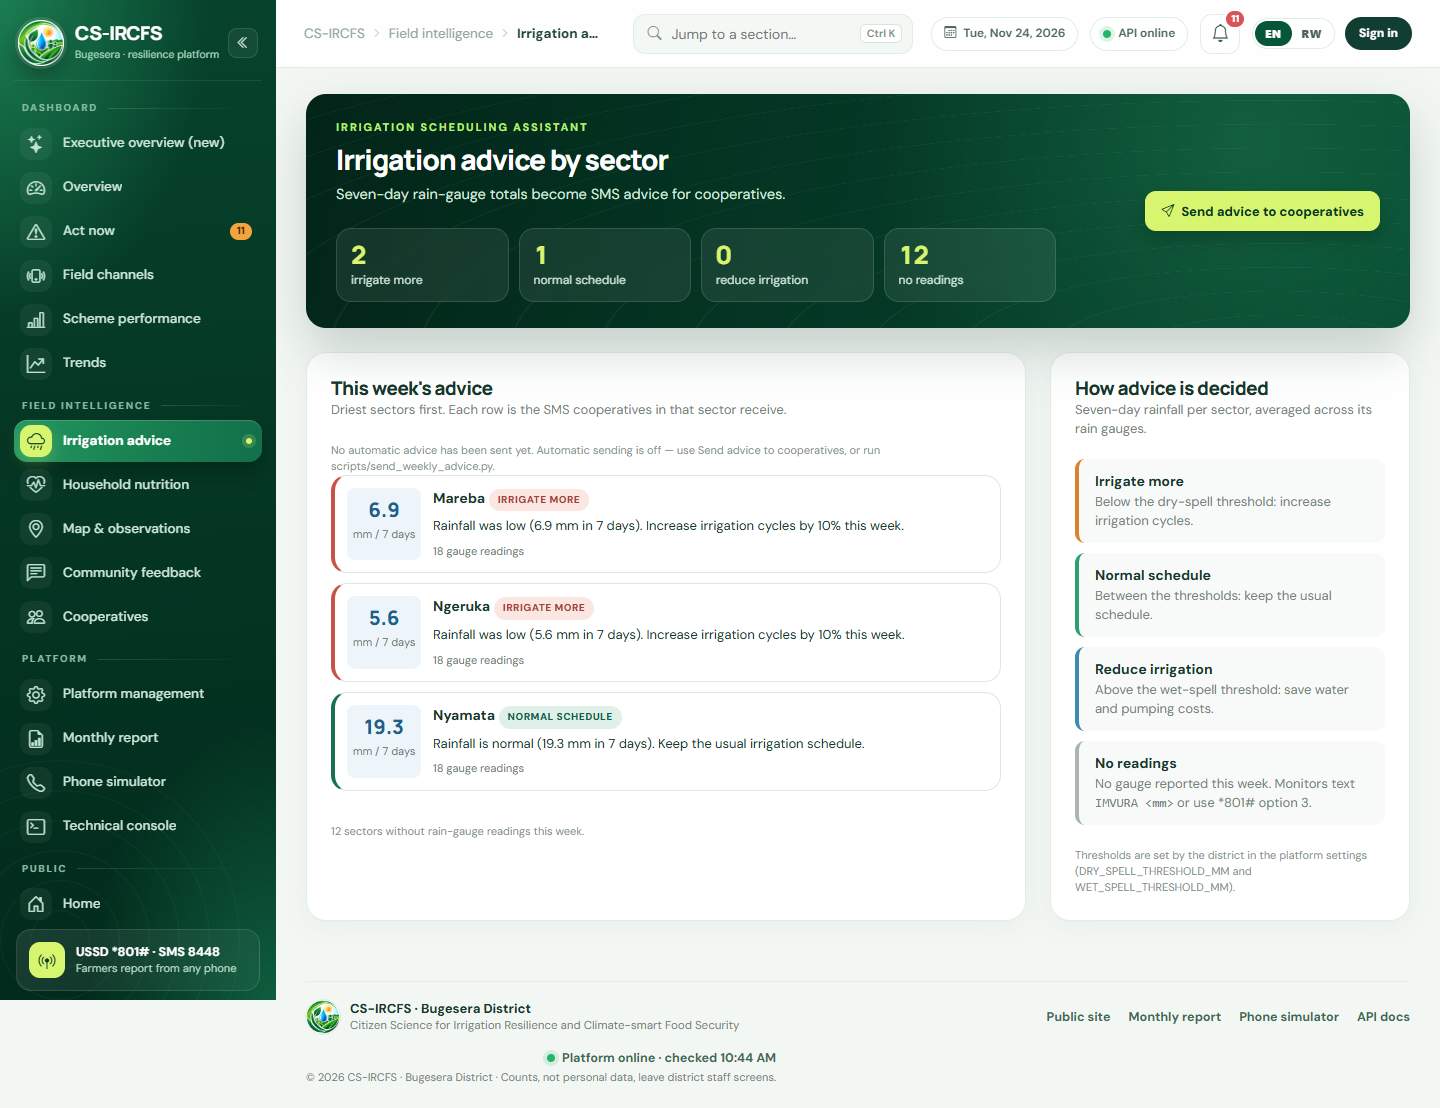 CS-IRCFS
Bugesera · resilience platform
DASHBOARD
Executive overview (new)
Overview
Act now
11
Field channels
Scheme performance
Trends
FIELD INTELLIGENCE
Irrigation advice
Household nutrition
Map & observations
Community feedback
Cooperatives
PLATFORM
Platform management
Monthly report
Phone simulator
Technical console
PUBLIC
Home
USSD *801# · SMS 8448
Farmers report from any phone
CS-IRCFS > Field intelligence > Irrigation a...
Jump to a section...
Ctrl K
Tue, Nov 24, 2026
API online
11
EN RW
Sign in
IRRIGATION SCHEDULING ASSISTANT
Irrigation advice by sector
Seven-day rain-gauge totals become SMS advice for cooperatives.
Send advice to cooperatives
2
irrigate more
1
normal schedule
0
reduce irrigation
12
no readings
This week's advice
Driest sectors first. Each row is the SMS cooperatives in that sector receive.
No automatic advice has been sent yet. Automatic sending is off — use Send advice to cooperatives, or run
scripts/send_weekly_advice.py.
6.9
mm / 7 days
Mareba IRRIGATE MORE
Rainfall was low (6.9 mm in 7 days). Increase irrigation cycles by 10% this week.
18 gauge readings
5.6
mm / 7 days
Ngeruka IRRIGATE MORE
Rainfall was low (5.6 mm in 7 days). Increase irrigation cycles by 10% this week.
18 gauge readings
19.3
mm / 7 days
Nyamata NORMAL SCHEDULE
Rainfall is normal (19.3 mm in 7 days). Keep the usual irrigation schedule.
18 gauge readings
12 sectors without rain-gauge readings this week.
How advice is decided
Seven-day rainfall per sector, averaged across its
rain gauges.
Irrigate more
Below the dry-spell threshold: increase
irrigation cycles.
Normal schedule
Between the thresholds: keep the usual
schedule.
Reduce irrigation
Above the wet-spell threshold: save water
and pumping costs.
No readings
No gauge reported this week. Monitors text
IMVURA <mm> or use *801# option 3.
Thresholds are set by the district in the platform settings
(DRY_SPELL_THRESHOLD_MM and
WET_SPELL_THRESHOLD_MM).
CS-IRCFS · Bugesera District
Citizen Science for Irrigation Resilience and Climate-smart Food Security
Public site
Monthly report
Phone simulator
API docs
Platform online · checked 10:44 AM
© 2026 CS-IRCFS · Bugesera District · Counts, not personal data, leave district staff screens.